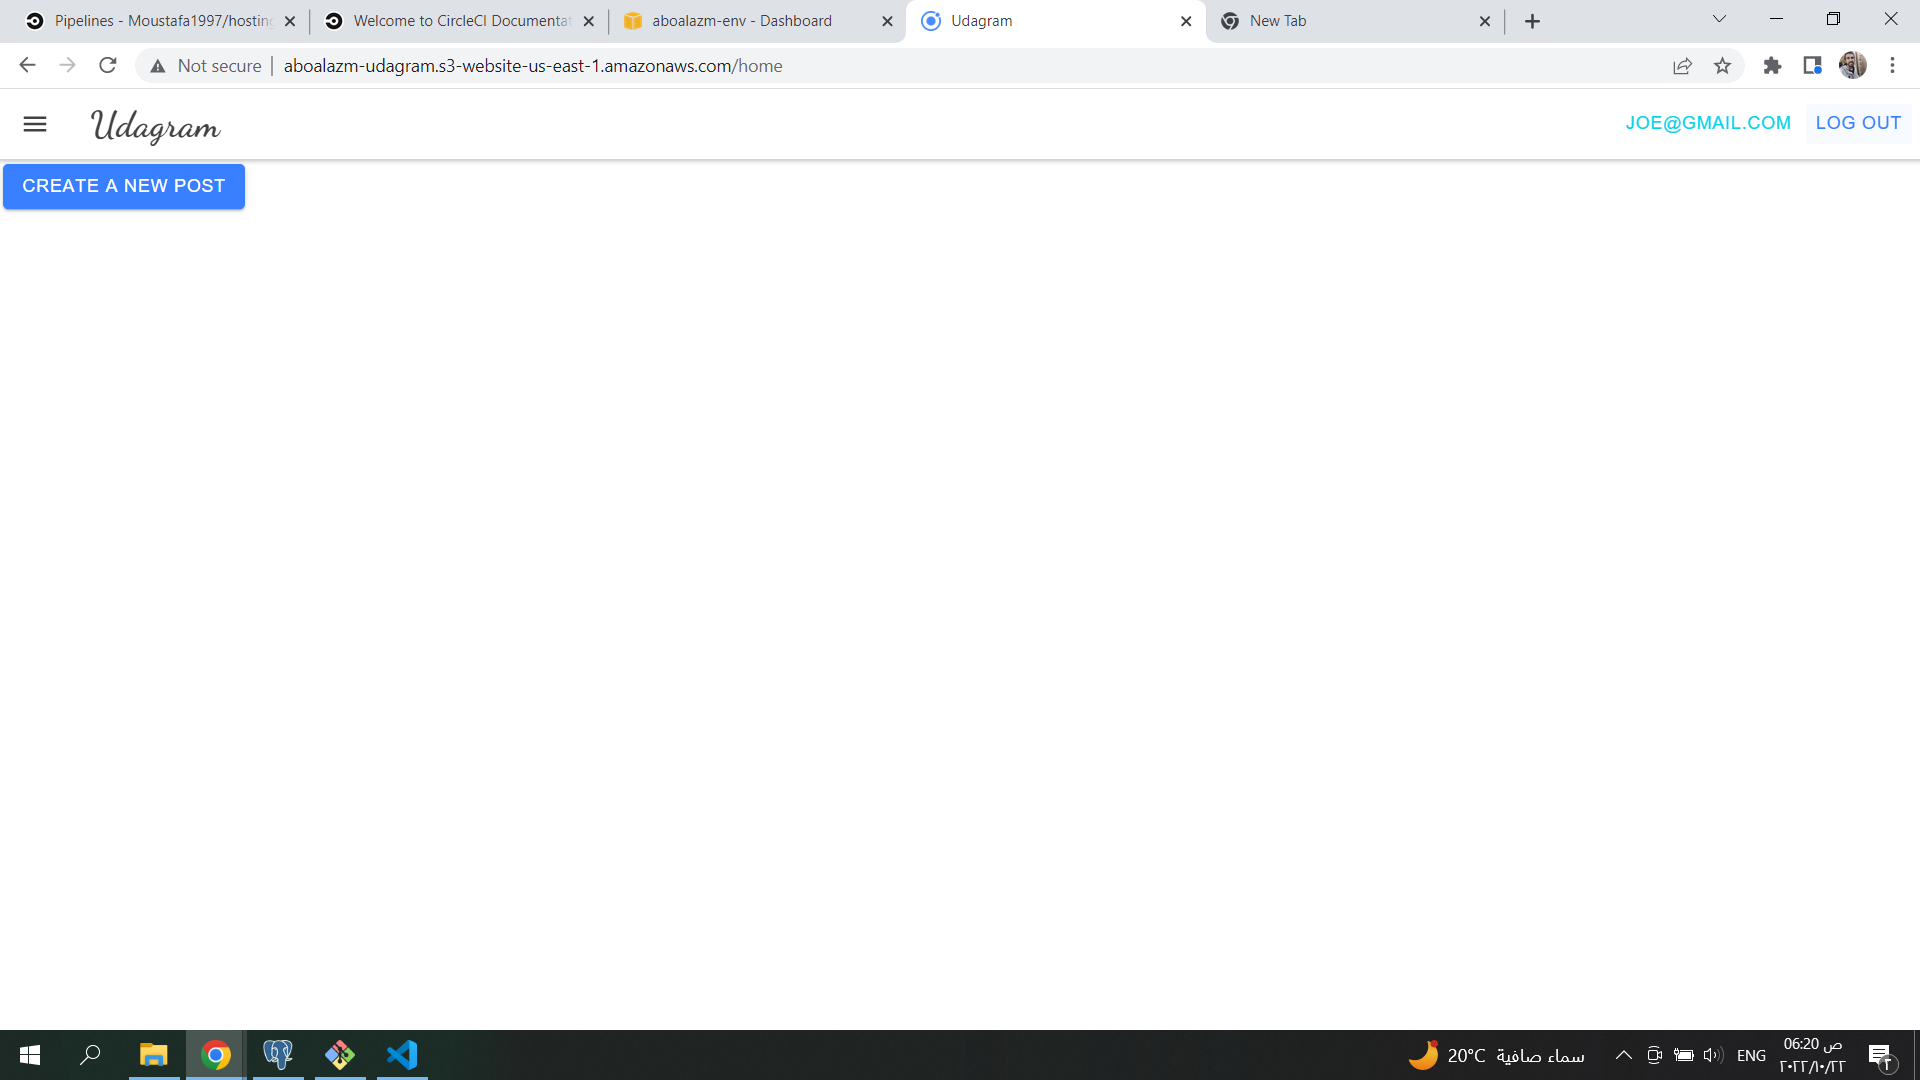 Pipelines - Moustafa1997/hosting
Welcome to CircleCI Documentat
aboalazm-env - Dashboard
Udagram
New Tab
Not secure
aboalazm-udagram.s3-website-us-east-1.amazonaws.com/home
Udagram
JOE@GMAIL.COM
LOG OUT
CREATE A NEW POST
20°C سماء صافية
ENG
06:20 ص
٢٠٢٢/١٠/٢٢
٢